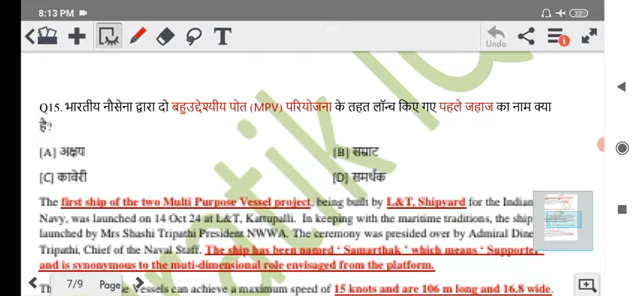 8:13 PM
32
T
Undo
Q15. भारतीय नौसेना द्वारा दो बहुउद्देश्यीय पोत (MPV) परियोजना के तहत लॉन्च किए गए पहले जहाज का नाम क्या
है?
[A) अक्षय
(B) सम्राट
(C) कावेरी
(D) समर्थक
The first ship of the two Multi Purpose Vessel project, being built by L&T, Shipyard for the Indian
Navy, was launched on 14 Oct 24 at L&T, Kattupalli. In keeping with the maritime traditions, the ship
launched by Mrs Shashi Tripathi President NWWA. The ceremony was presided over by Admiral Dine
Tripathi, Chief of the Naval Staff. The ship has been named 'Samarthak' which means 'Supporter'
and is synonymous to the muti-dimensional role envisaged from the platform.
Vessels can achieve a maximum speed of 15 knots and are 106 m long and 16.8 wide.
7/9 Page